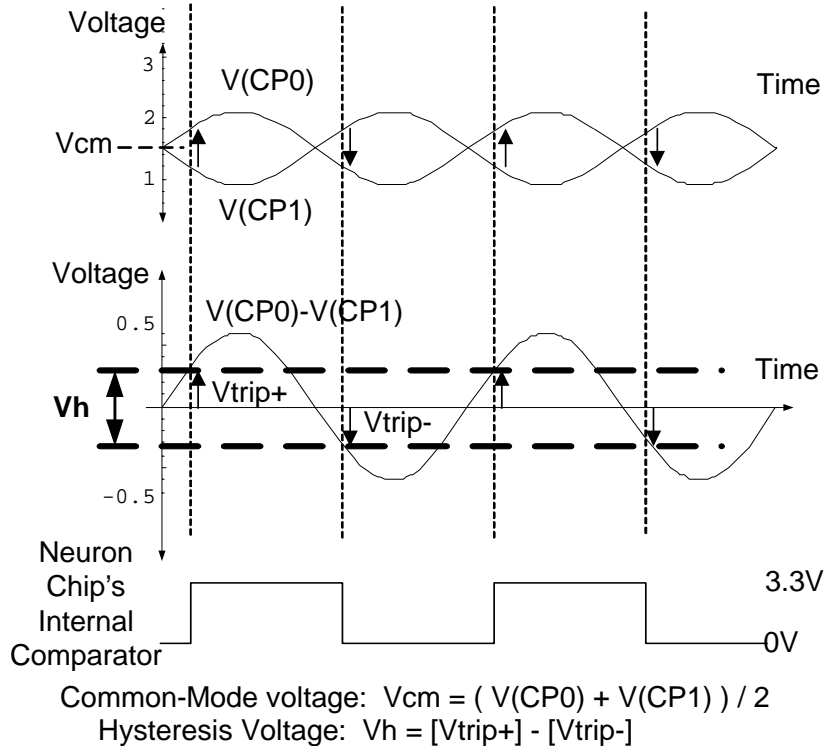 Voltage
3
V(CP0)
Time
2
Vcm
1
V(CP1)
Voltage
V(CP0)-V(CP1)
0.5
Time
Vh
Vtrip+
Vtrip-
-0.5
Neuron
Chip's
Internal
Comparator
3.3V
0V
Common-Mode voltage: Vcm = ( V(CP0) + V(CP1) ) / 2
Hysteresis Voltage: Vh = [Vtrip+] - [Vtrip-]